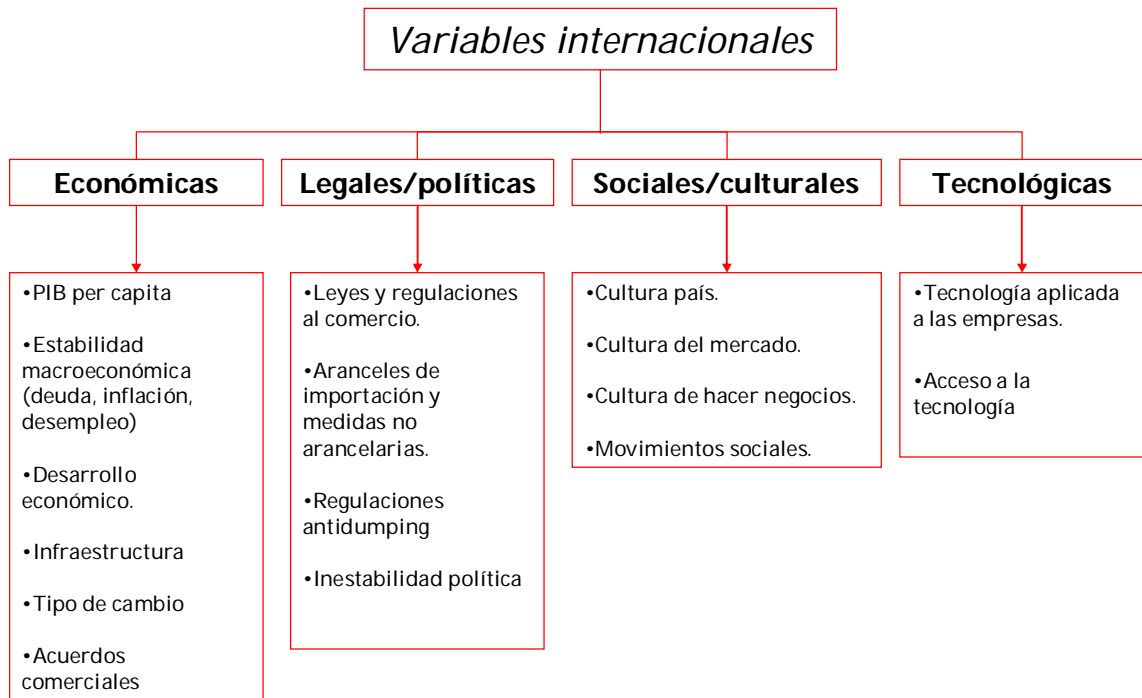 Variables internacionales
Económicas
Legales/políticas
Sociales/culturales
Tecnológicas
•PIB per capita
•Estabilidad
macroeconómica
(deuda, inflación,
desempleo)
•Desarrollo
económico.
•Infraestructura
•Tipo de cambio
•Acuerdos
comerciales
•Leyes y regulaciones
al comercio.
•Aranceles de
importación y
medidas no
arancelarias.
•Regulaciones
antidumping
•Inestabilidad política
•Cultura país.
•Cultura del mercado.
•Cultura de hacer negocios.
•Movimientos sociales.
•Tecnología aplicada
a las empresas.
•Acceso a la
tecnología